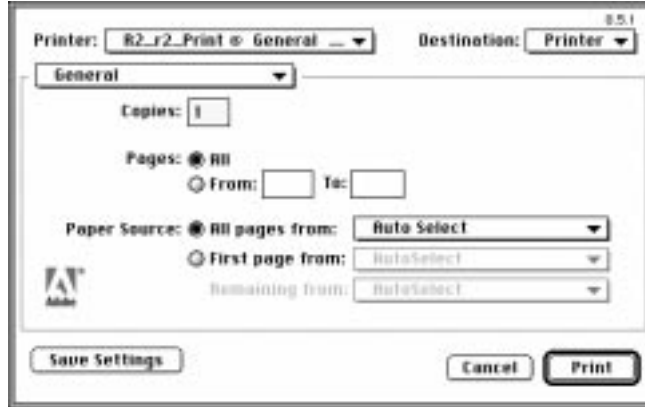 8.5.1
Printer: R2_r2_Print @ General ... Destination: Printer
General
Copies: 1
Pages: All
From: To:
Paper Source: All pages from: Auto Select
First page from: AutoSelect
Remaining from: AutoSelect
Adobe
Save Settings Cancel Print